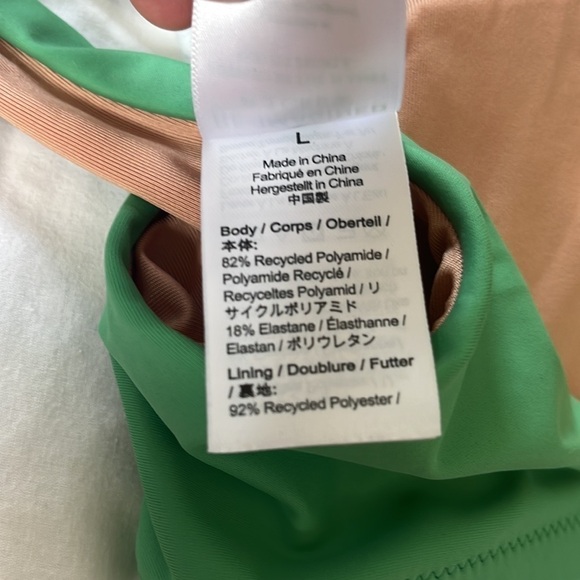 L
Made in China
Fabriqué en Chine
Hergestellt in China
中国製
Body / Corps / Oberteil /
本体:
82% Recycled Polyamide /
Polyamide Recyclé /
Recyceltes Polyamid / リ
サイクルポリアミド
18% Elastane / Élasthanne /
Elastan / ポリウレタン
Lining / Doublure / Futter
/ 裏地:
92% Recycled Polyester /